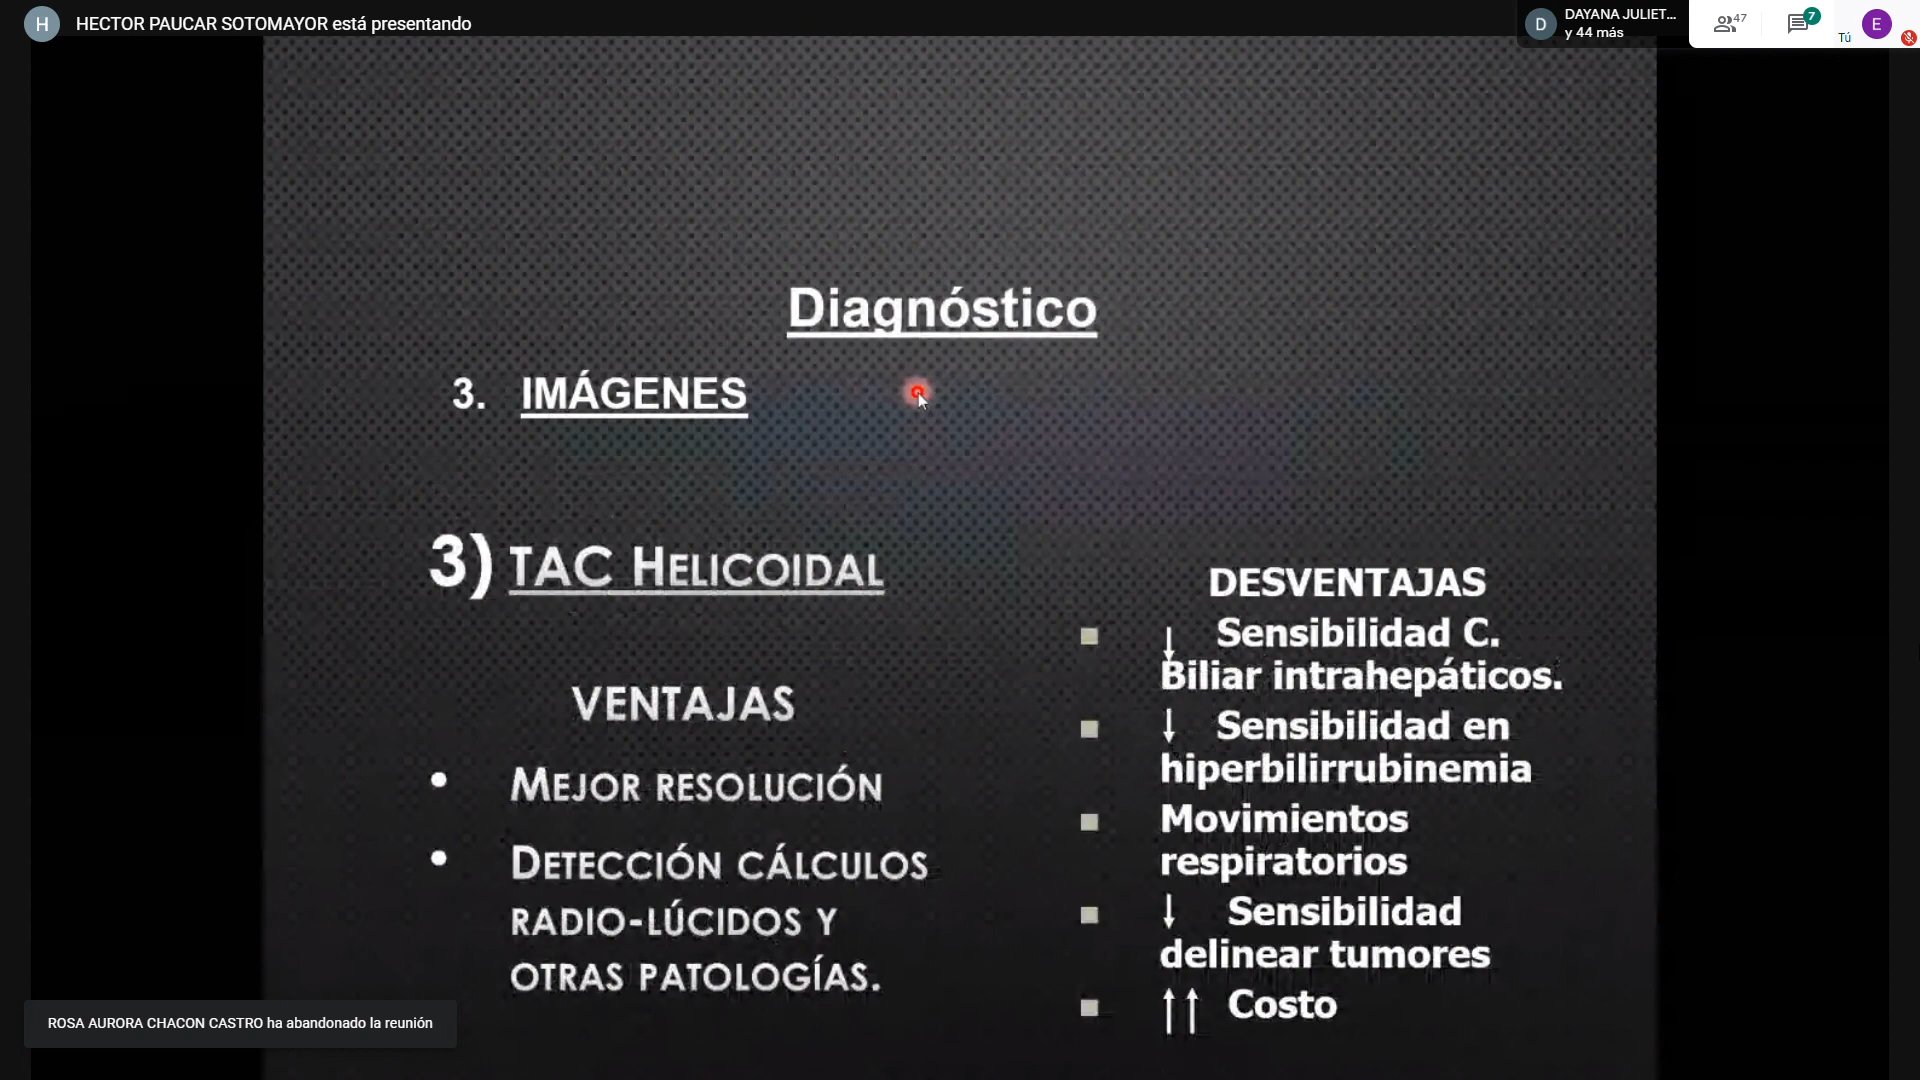 H
HECTOR PAUCAR SOTOMAYOR está presentando
D
DAYANA JULIET...
y 44 más
47
7
Tú
E
Diagnóstico
3. IMÁGENES
3) TAC HELICOIDAL
VENTAJAS
• MEJOR RESOLUCIÓN
• DETECCIÓN CÁLCULOS
RADIO-LÚCIDOS Y
OTRAS PATOLOGÍAS.
DESVENTAJAS
■ ↓ Sensibilidad C.
Biliar intrahepáticos.
■ ↓ Sensibilidad en
hiperbilirrubinemia
■ Movimientos
respiratorios
■ ↓ Sensibilidad
delinear tumores
■ ↑↑ Costo
ROSA AURORA CHACON CASTRO ha abandonado la reunión